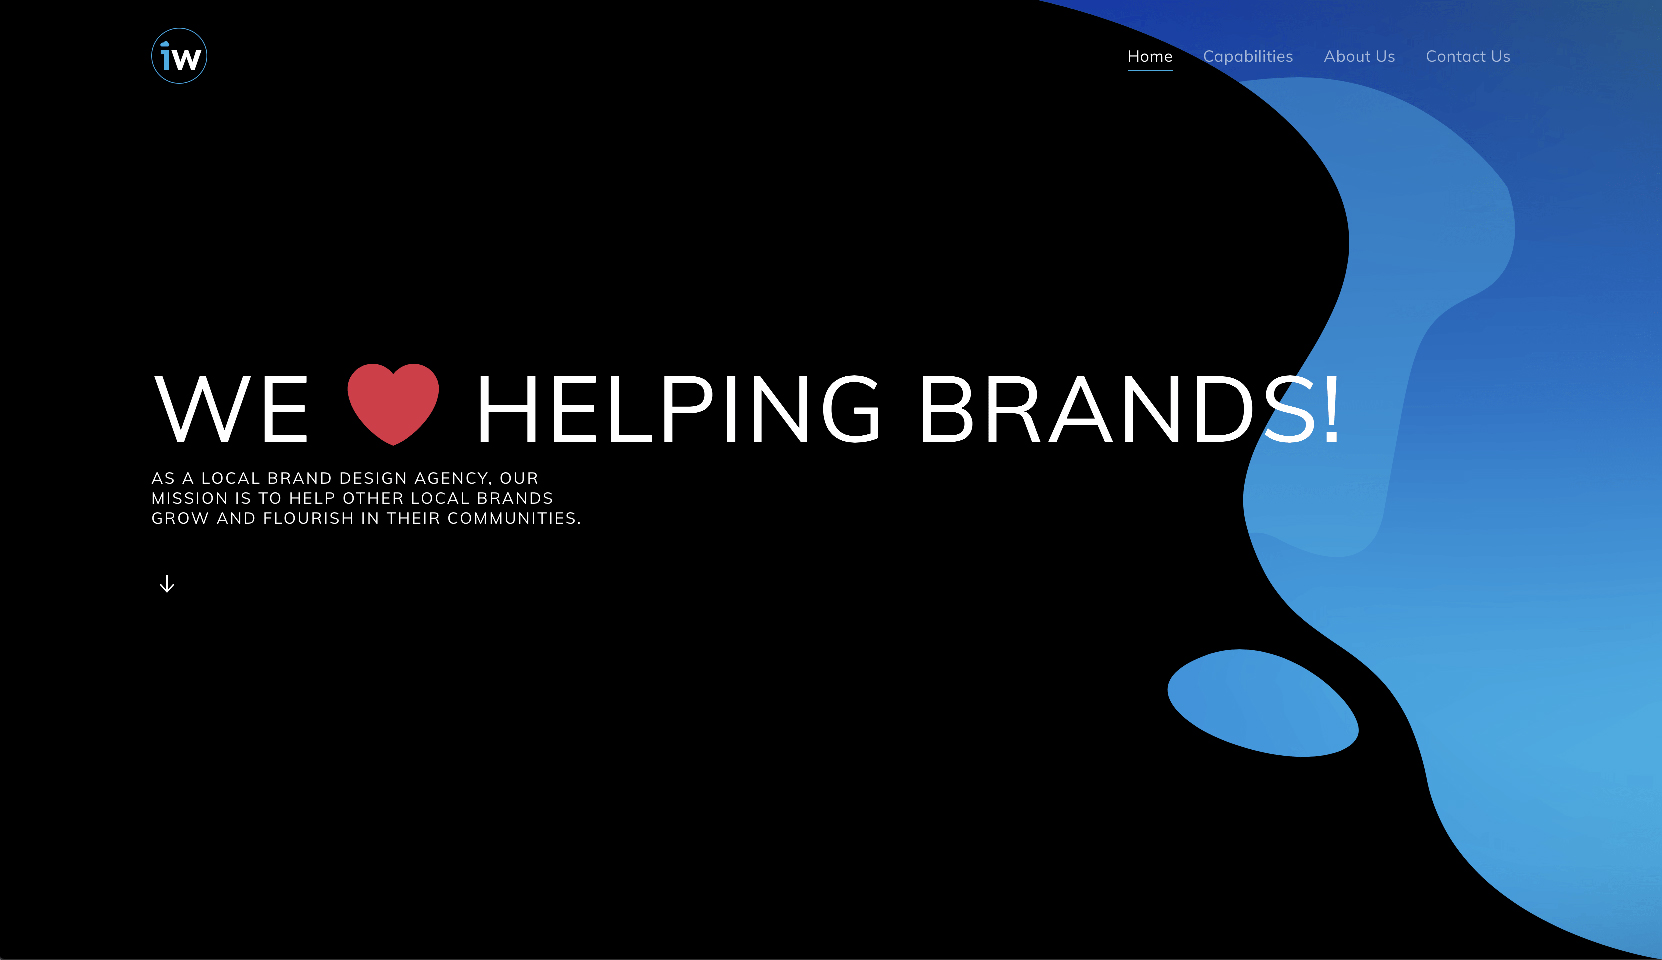 iw
Home Capabilities About Us Contact Us
WE ❤ HELPING BRANDS!
AS A LOCAL BRAND DESIGN AGENCY, OUR
MISSION IS TO HELP OTHER LOCAL BRANDS
GROW AND FLOURISH IN THEIR COMMUNITIES.